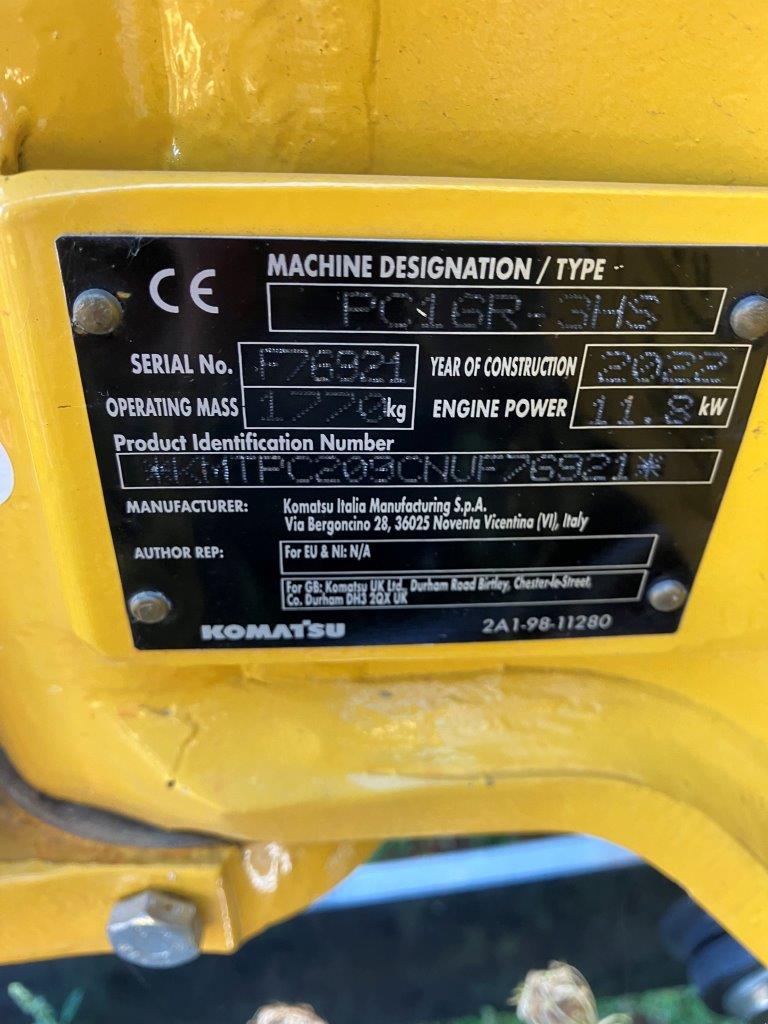 CE
MACHINE DESIGNATION / TYPE
PC16R-3HS
SERIAL No. F76921 YEAR OF CONSTRUCTION 2022
OPERATING MASS 1770kg ENGINE POWER 11.8 kW
Product Identification Number
*KMTPC209CNUF76921*
MANUFACTURER: Komatsu Italia Manufacturing S.p.A.
Via Bergoncino 28, 36025 Noventa Vicentina (VI), Italy
AUTHOR REP: For EU & NI: N/A
For GB: Komatsu UK Ltd., Durham Road Birtley, Chester-le-Street,
Co. Durham DH3 2QX UK
KOMATSU 2A1-98-11280